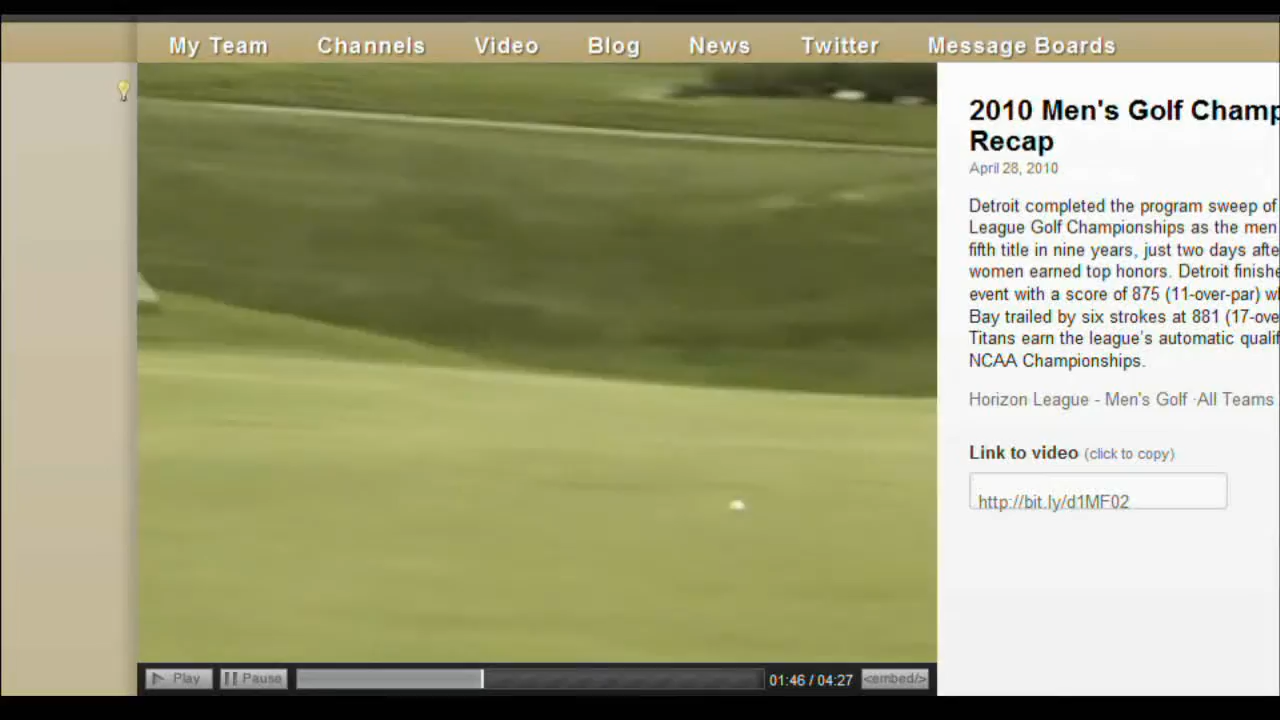 My Team Channels Video Blog News Twitter Message Boards
2010 Men's Golf Champ
Recap
April 28, 2010
Detroit completed the program sweep of
League Golf Championships as the men
fifth title in nine years, just two days afte
women earned top honors. Detroit finishe
event with a score of 875 (11-over-par) wh
Bay trailed by six strokes at 881 (17-ove
Titans earn the league's automatic qualif
NCAA Championships.
Horizon League - Men's Golf ·All Teams
Link to video (click to copy)
http://bit.ly/d1MF02
Play Pause 01:46 / 04:27 <embed/>